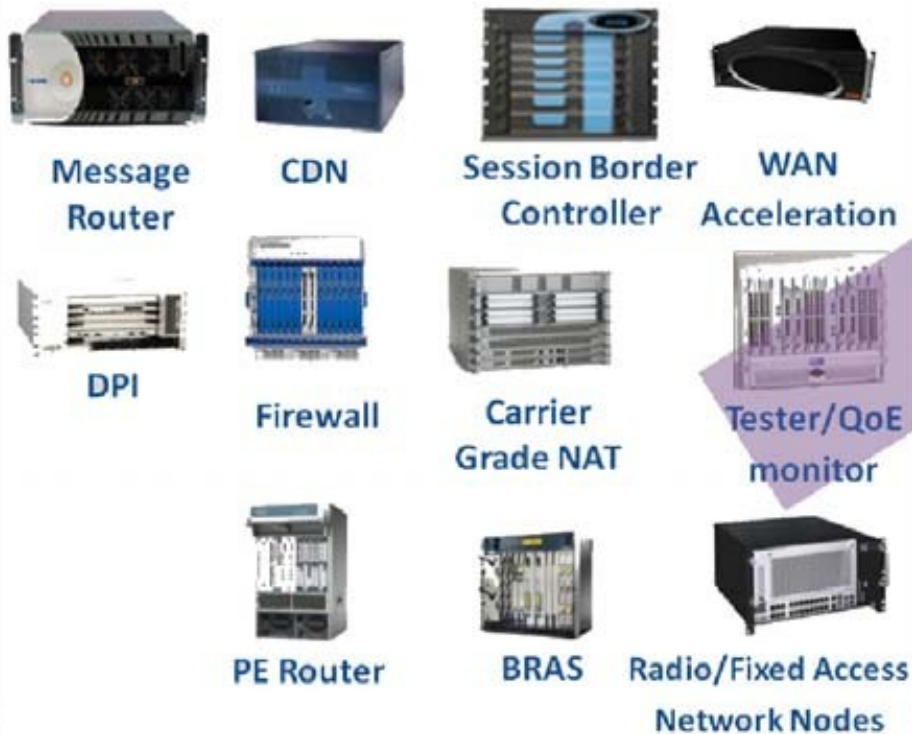 Message
Router
CDN
Session Border
Controller
WAN
Acceleration
DPI
Firewall
Carrier
Grade NAT
Tester/QoE
monitor
PE Router
BRAS
Radio/Fixed Access
Network Nodes